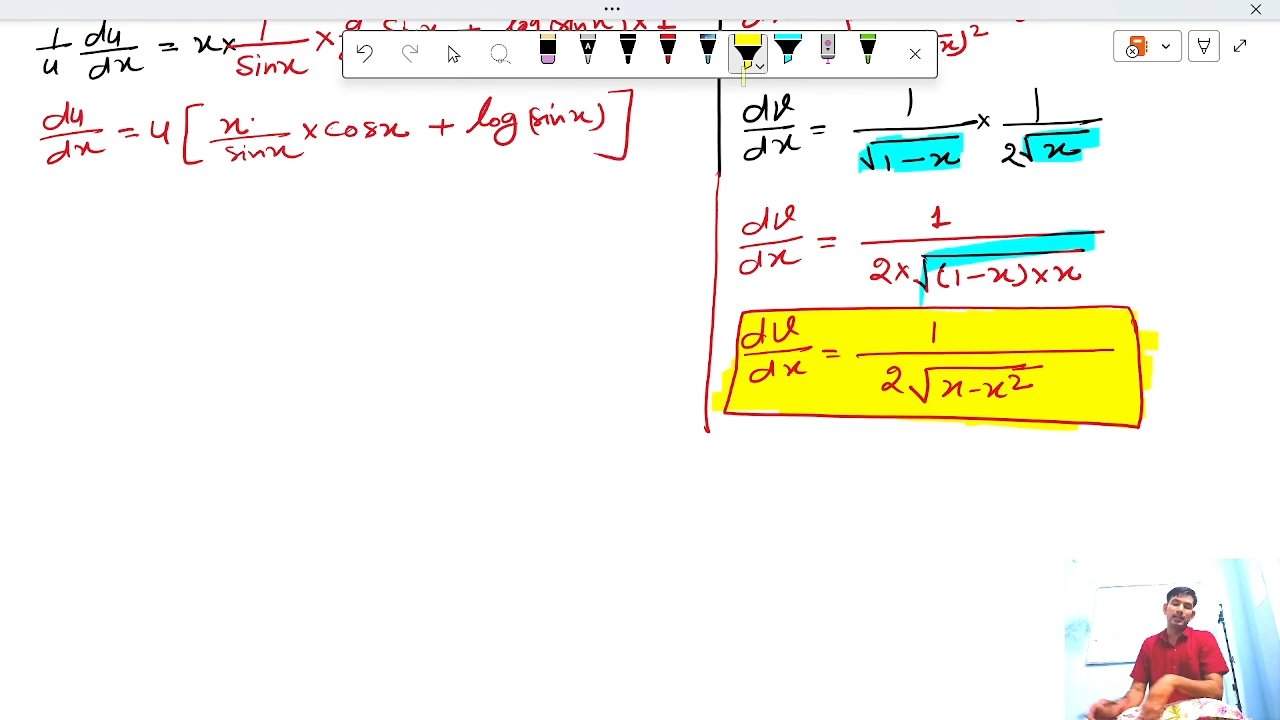 1/u du/dx = x × 1/sinx ×
du/dx = u [ x/sinx × cosx + log(sinx) ]
x)²
dv/dx = 1/√1-x × 1/2√x
dv/dx = 1/2×√(1-x)×x
dv/dx = 1/2√x-x²